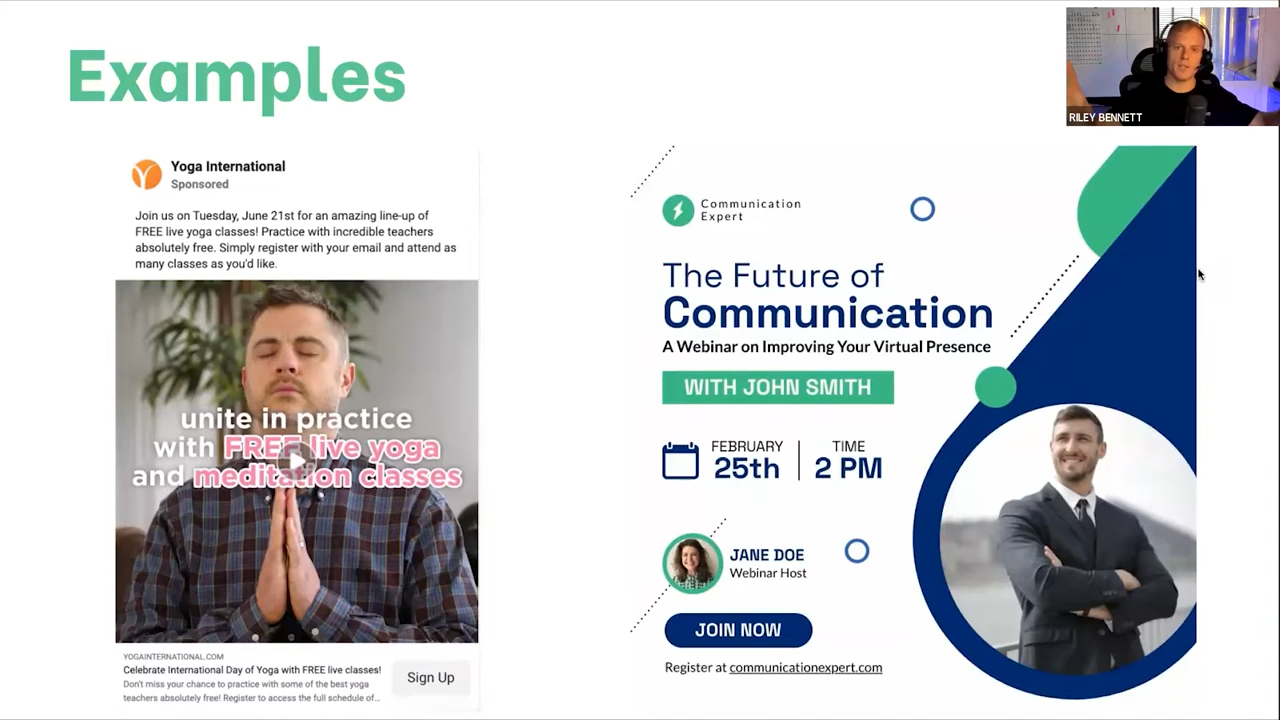 Examples
RILEY BENNETT
Yoga International
Sponsored
Join us on Tuesday, June 21st for an amazing line-up of
FREE live yoga classes! Practice with incredible teachers
absolutely free. Simply register with your email and attend as
many classes as you'd like.
unite in practice
with FREE live yoga
and meditation classes
YOGAINTERNATIONAL.COM
Celebrate International Day of Yoga with FREE live classes!
Don't miss your chance to practice with some of the best yoga
teachers absolutely free! Register to access the full schedule of...
Sign Up
Communication
Expert
The Future of
Communication
A Webinar on Improving Your Virtual Presence
WITH JOHN SMITH
FEBRUARY
25th
TIME
2 PM
JANE DOE
Webinar Host
JOIN NOW
Register at communicationexpert.com